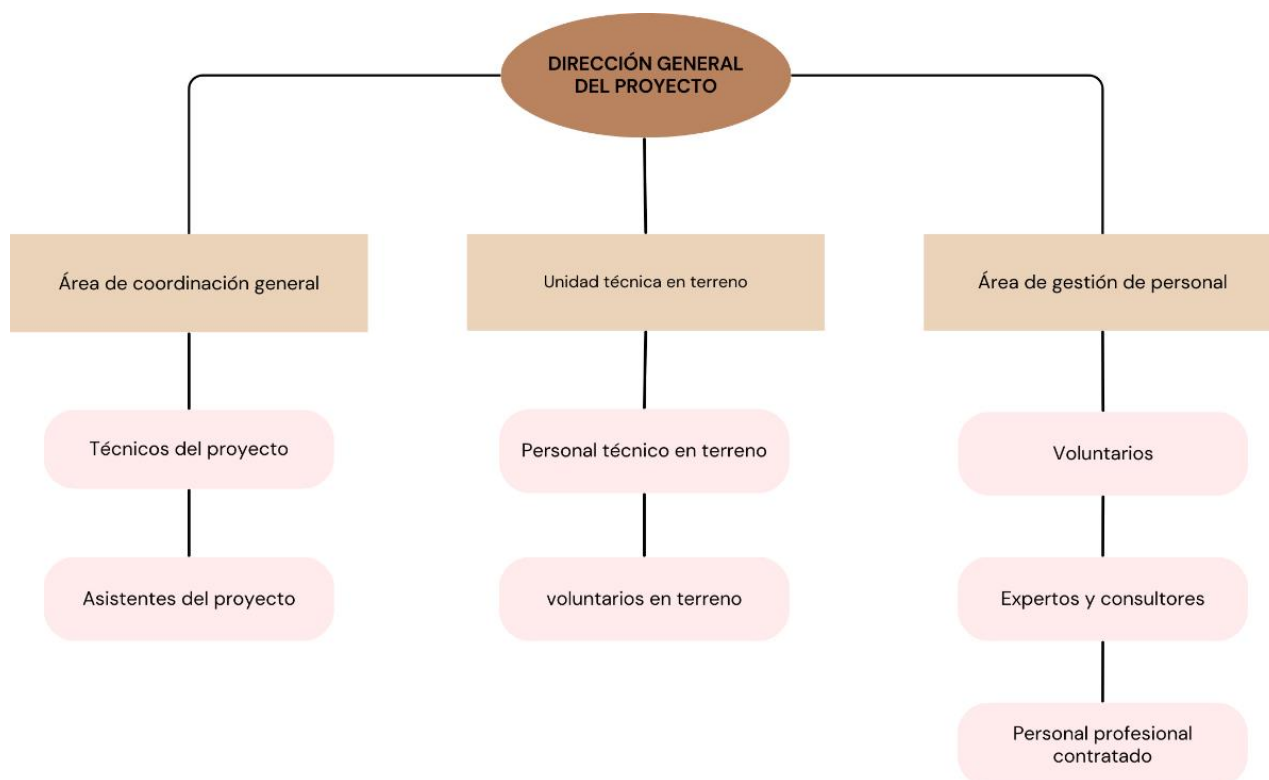 DIRECCIÓN GENERAL
DEL PROYECTO
Área de coordinación general
Unidad técnica en terreno
Área de gestión de personal
Técnicos del proyecto
Personal técnico en terreno
Voluntarios
Asistentes del proyecto
voluntarios en terreno
Expertos y consultores
Personal profesional
contratado